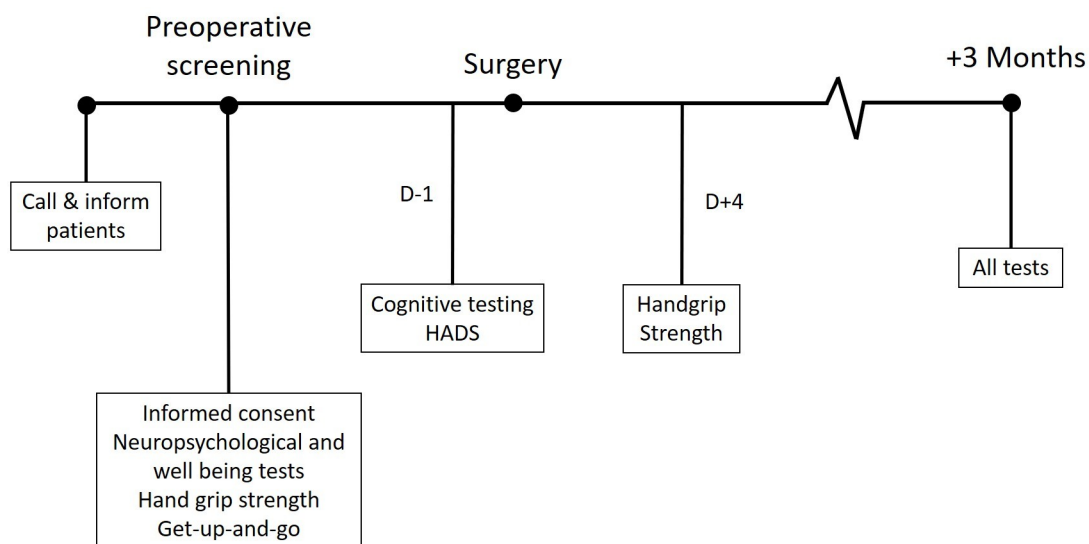 Preoperative
screening
Surgery
+3 Months
Call & inform
patients
D-1
D+4
All tests
Cognitive testing
HADS
Handgrip
Strength
Informed consent
Neuropsychological and
well being tests
Hand grip strength
Get-up-and-go